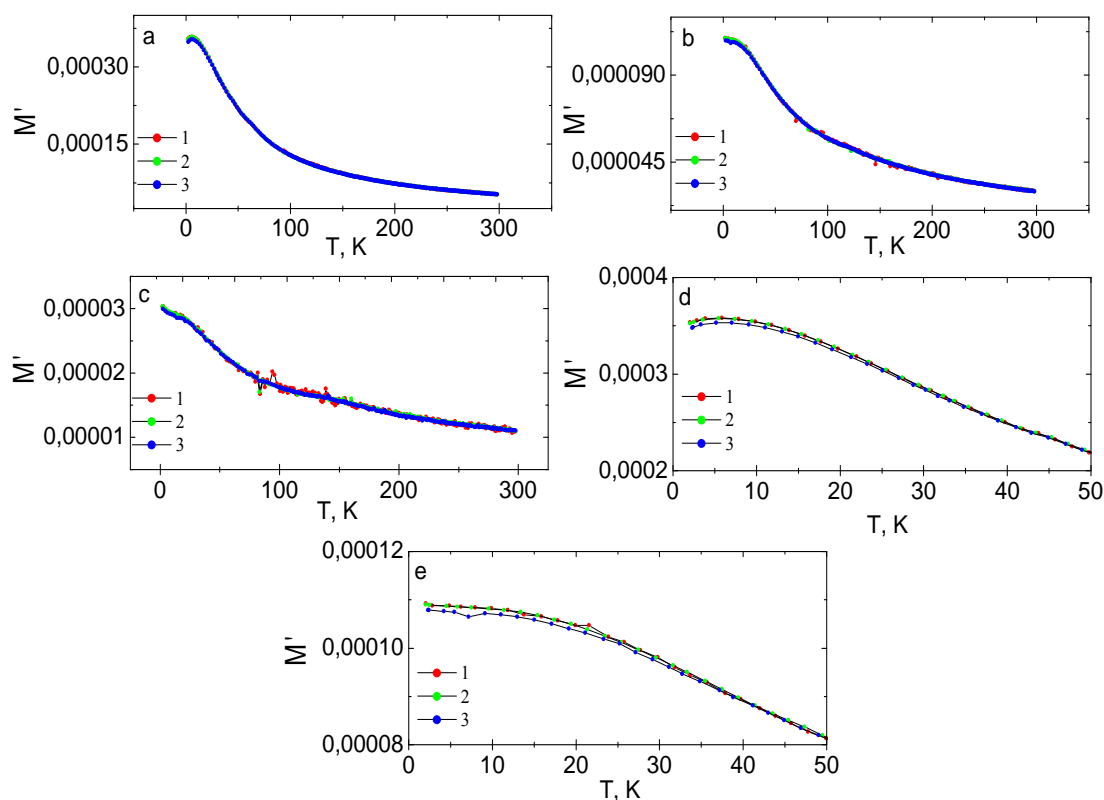 a
0,00030
0,00015
M'
1
2
3
0 100 200 300
T, K
b
0,000090
0,000045
M'
1
2
3
0 100 200 300
T, K
c
0,00003
0,00002
0,00001
M'
1
2
3
0 100 200 300
T, K
d
0,0004
0,0003
0,0002
M'
1
2
3
0 10 20 30 40 50
T, K
e
0,00012
0,00010
0,00008
M'
1
2
3
0 10 20 30 40 50
T, K